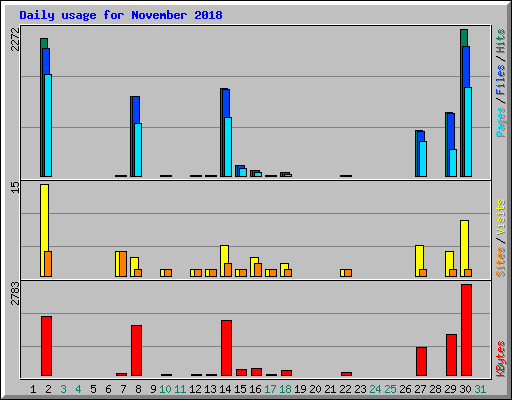 Daily usage for November 2018
2272
Pages / Files / Hits
15
Sites / Visits
2783
KBytes
1 2 3 4 5 6 7 8 9 10 11 12 13 14 15 16 17 18 19 20 21 22 23 24 25 26 27 28 29 30 31